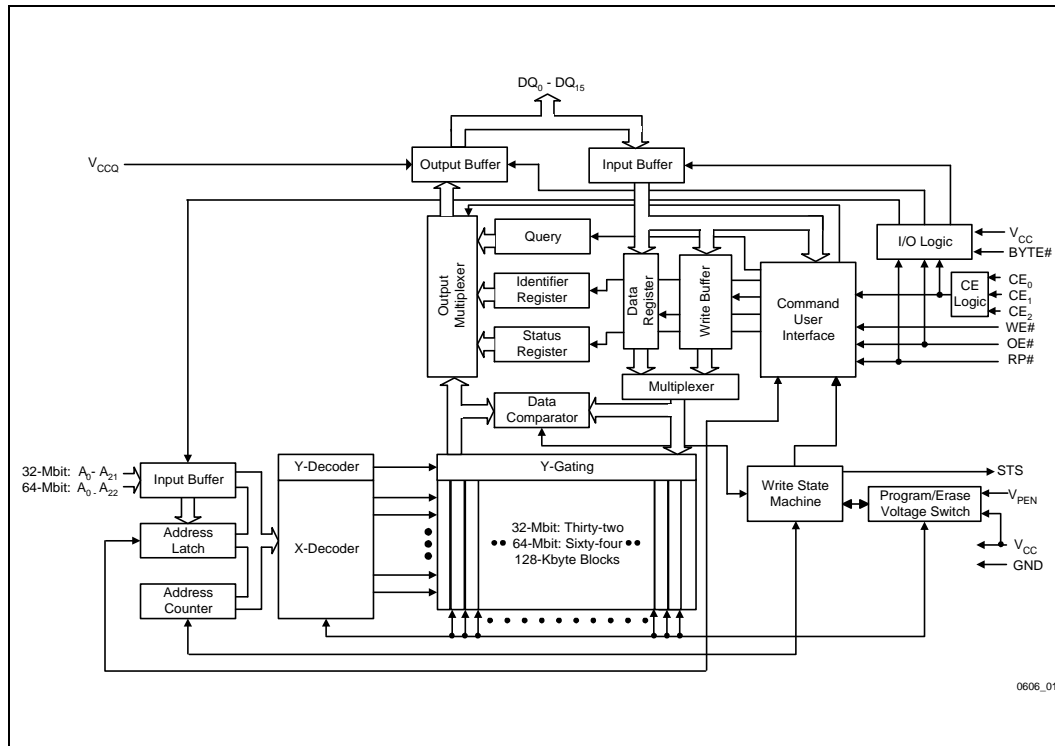 DQ0 - DQ15
VCCQ
Output Buffer
Input Buffer
Output
Multiplexer
Query
Identifier
Register
Status
Register
Data
Register
Write Buffer
Command
User
Interface
I/O Logic
VCC
BYTE#
CE
Logic
CE0
CE1
CE2
WE#
OE#
RP#
Multiplexer
Data
Comparator
32-Mbit: A0 - A21
64-Mbit: A0 - A22
Input Buffer
Address
Latch
Address
Counter
Y-Decoder
X-Decoder
Y-Gating
32-Mbit: Thirty-two
64-Mbit: Sixty-four
128-Kbyte Blocks
Write State
Machine
Program/Erase
Voltage Switch
STS
VPEN
VCC
GND
0606_01